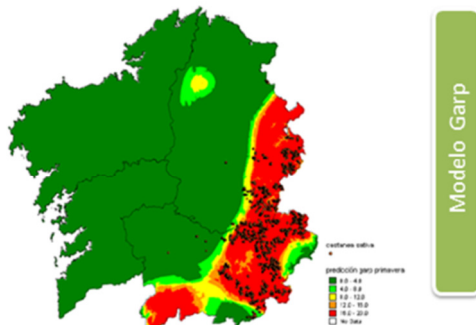 Modelo Garp
castanea sativa
predicción garp primavera
0.0 - 4.0
4.0 - 8.0
8.0 - 12.0
12.0 - 16.0
16.0 - 20.0
No Data